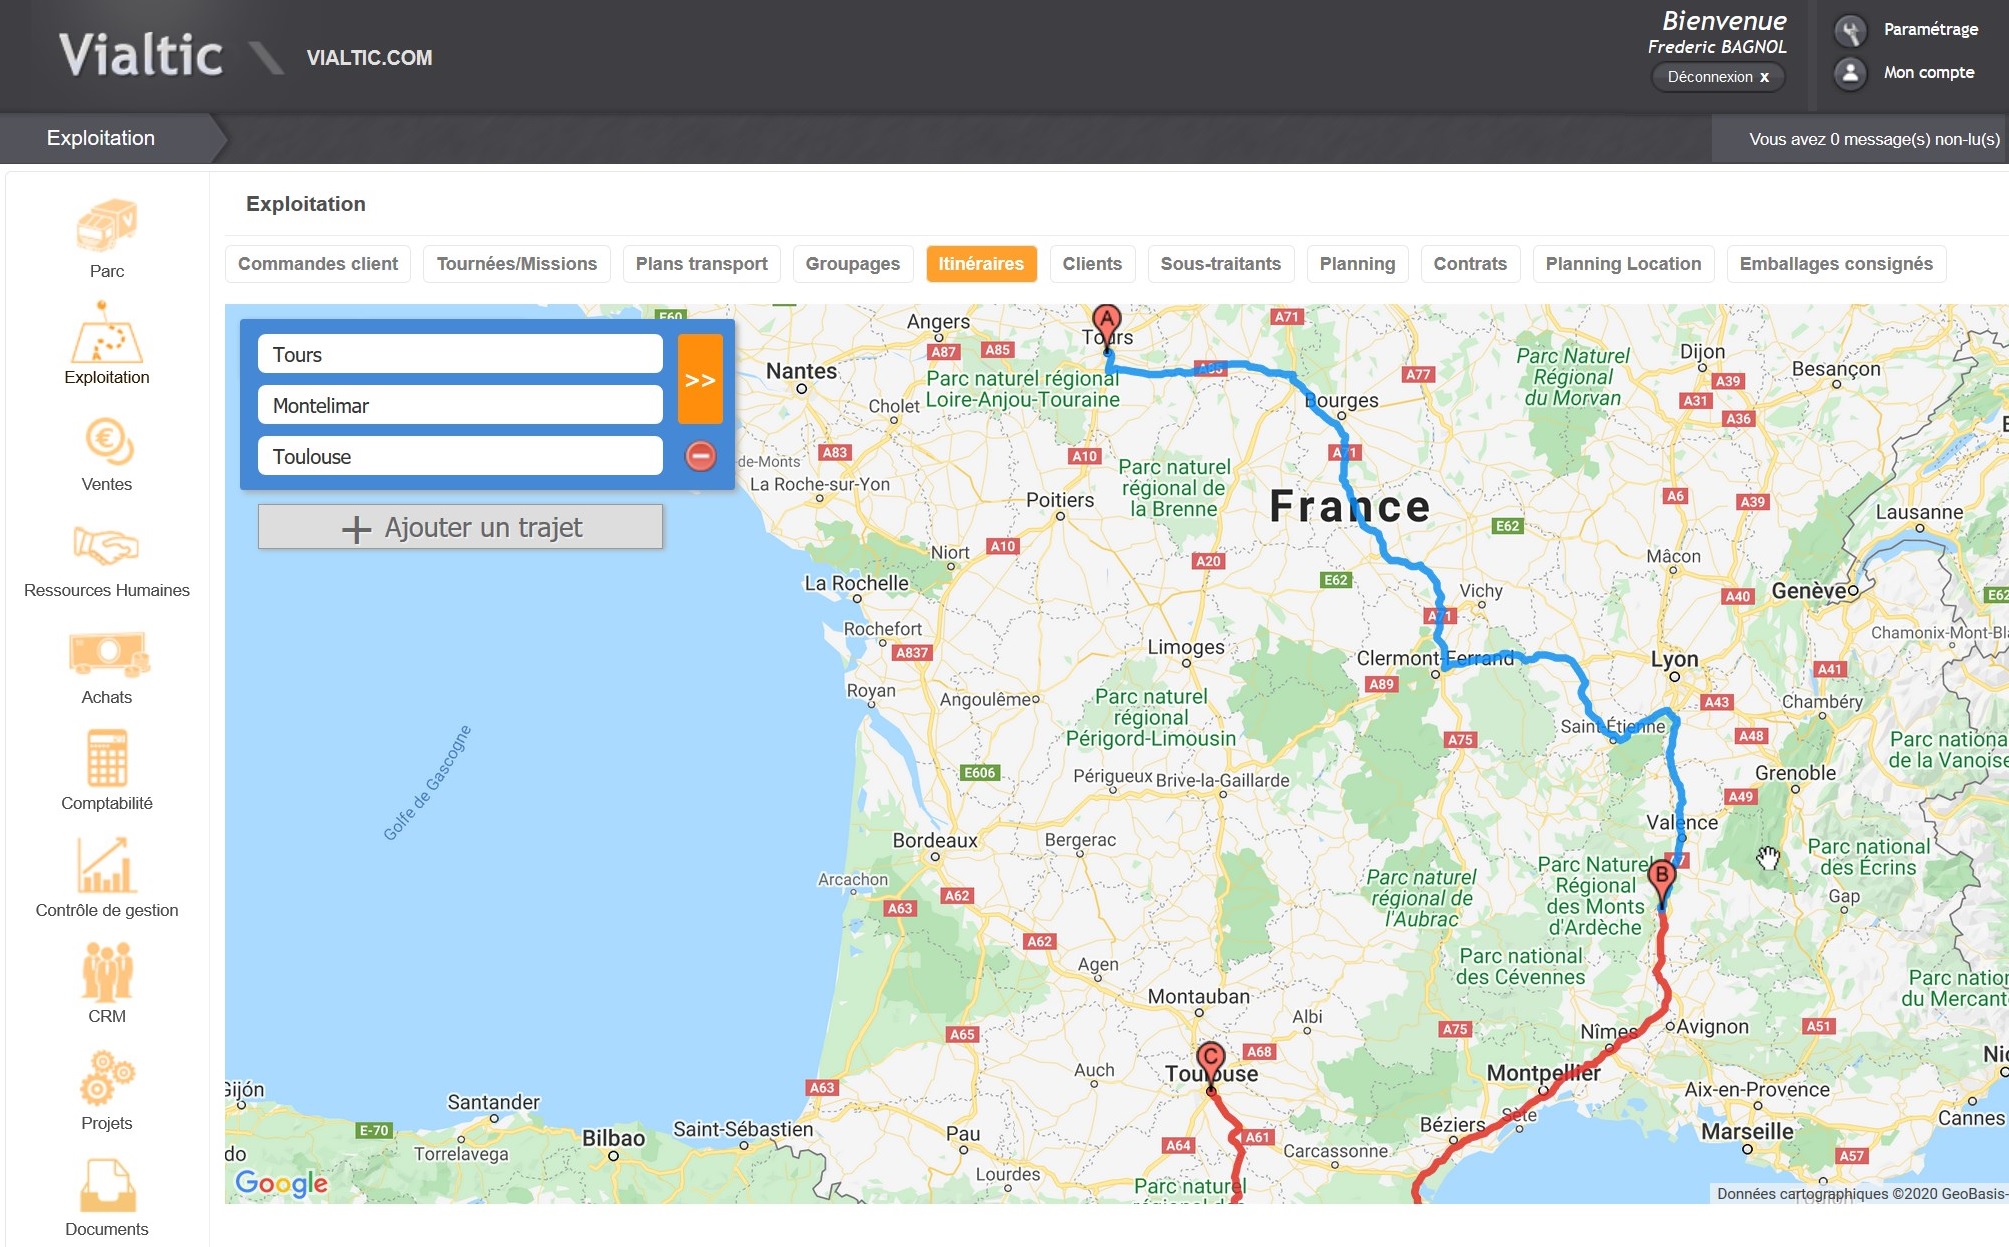 Vialtic
VIALTIC.COM
Bienvenue
Frederic BAGNOL
Déconnexion x
Paramétrage
Mon compte
Exploitation
Vous avez 0 message(s) non-lu(s)
Parc
Exploitation
Ventes
Ressources Humaines
Achats
Comptabilité
Contrôle de gestion
CRM
Projets
Documents
Exploitation
Commandes client
Tournées/Missions
Plans transport
Groupages
Itinéraires
Clients
Sous-traitants
Planning
Contrats
Planning Location
Emballages consignés
Tours
Montelimar
Toulouse
>>
+ Ajouter un trajet
E60
Angers
A
Tours
A71
A87
A85
Nantes
Parc naturel régional
Loire-Anjou-Touraine
A85
A77
Parc Naturel
Régional
du Morvan
Dijon
Besançon
A39
A31
A36
Cholet
Bourges
de-Monts
A83
A10
A71
La Roche-sur-Yon
Parc naturel
régional de
la Brenne
Poitiers
France
A6
A39
Lausanne
E62
Niort
A10
A20
Mâcon
La Rochelle
E62
Vichy
A40
Genève
E62
Rochefort
A71
A837
Limoges
Clermont-Ferrand
Lyon
Chamonix-Mont-Bl
A41
Royan
A89
Angoulême
Parc naturel
régional
Périgord-Limousin
A43
Chambéry
Saint-Étienne
A75
A48
Parc nationa
de la Vanoise
Golfe de Gascogne
E606
Périgueux
Brive-la-Gaillarde
Grenoble
A49
Bordeaux
Bergerac
Valence
Parc national
des Écrins
Arcachon
Parc naturel
régional de
l'Aubrac
Parc Naturel
Régional
des Monts
d'Ardèche
B
Gap
A62
A63
A62
Parc national
des Cévennes
Agen
Parc nation
du Mercant
Montauban
Albi
A65
A75
Nîmes
Avignon
A51
C
A68
Toulouse
Auch
Montpellier
Nic
Gijón
A63
Aix-en-Provence
Santander
Sète
Cannes
E-70
Bilbao
Saint-Sébastien
Pau
A64
A61
Béziers
Marseille
do
Torrelavega
Carcassonne
A57
Lourdes
Parc naturel
Google
Données cartographiques ©2020 GeoBasis-